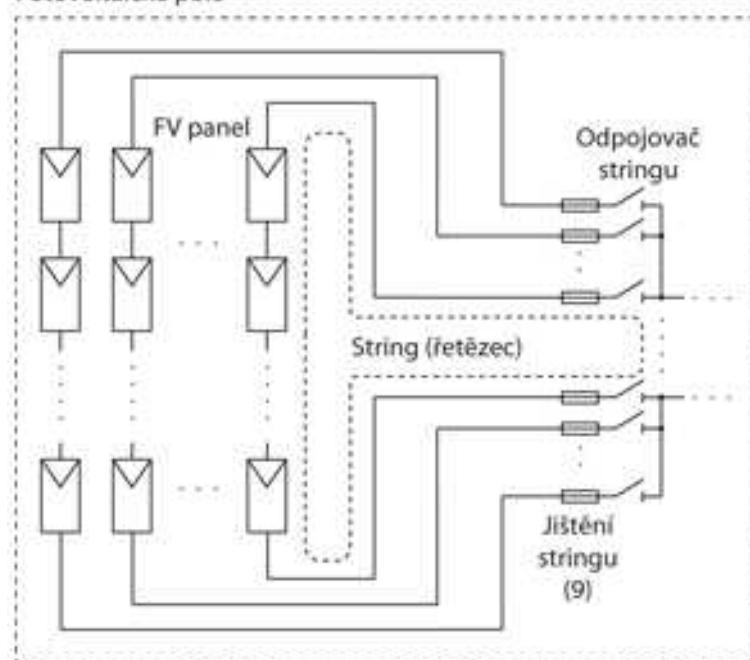 FV panel
Odpojovač
stringu
String (řetězec)
Jištění
stringu
(9)